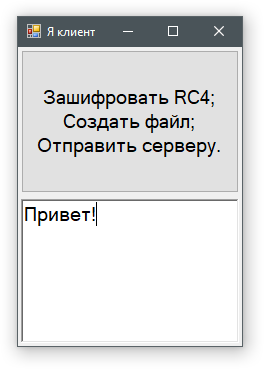 Я клиент
Зашифровать RC4;
Создать файл;
Отправить серверу.
Привет!